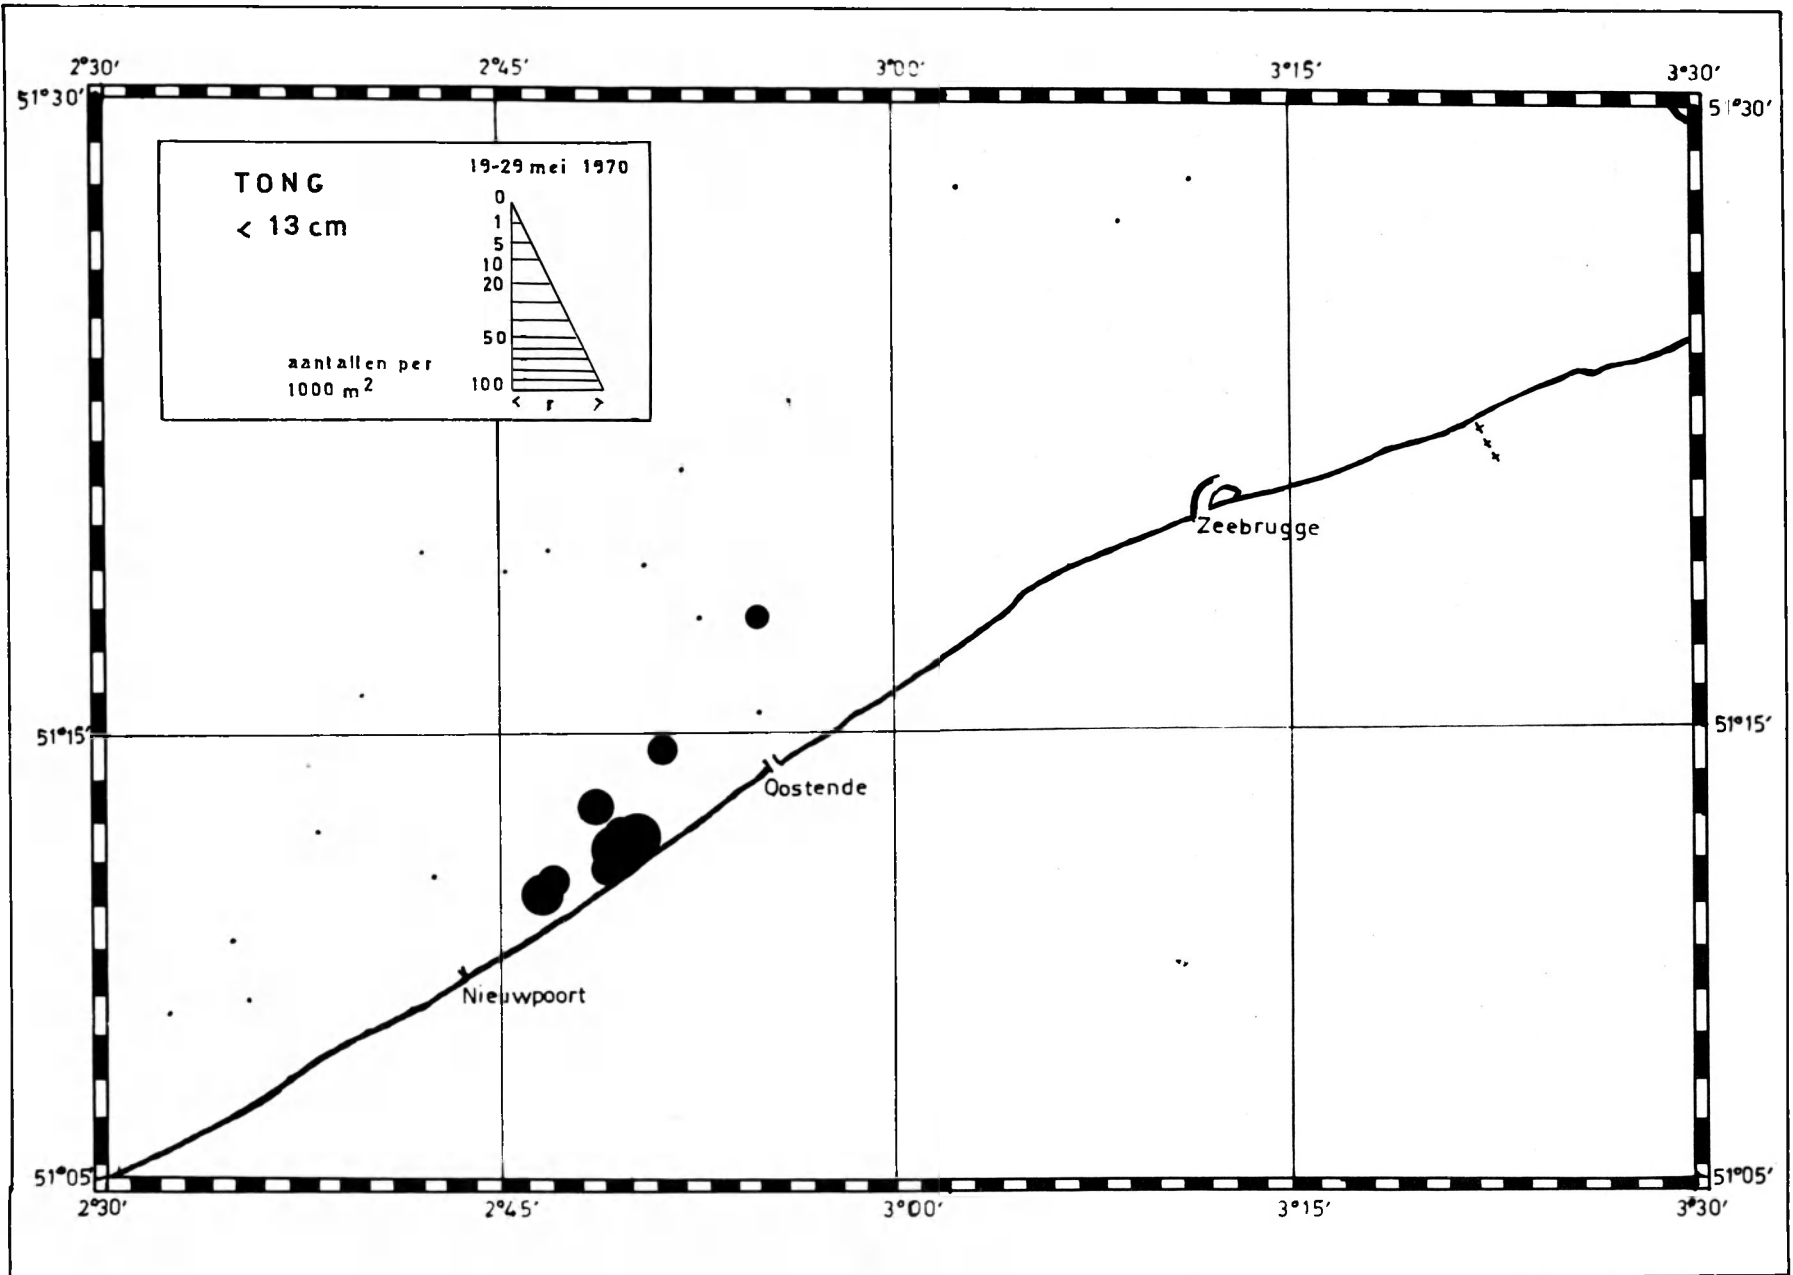 2°30′ 2°45′ 3°00′ 3°15′ 3°30′
51°30′ 51°30′
TONG
< 13 cm
19-29 mei 1970
0
1
5
10
20
50
100
aantallen per
1000 m²
< r >
Zeebrugge
51°15′ 51°15′
Oostende
Nieuwpoort
51°05′ 51°05′
2°30′ 2°45′ 3°00′ 3°15′ 3°30′